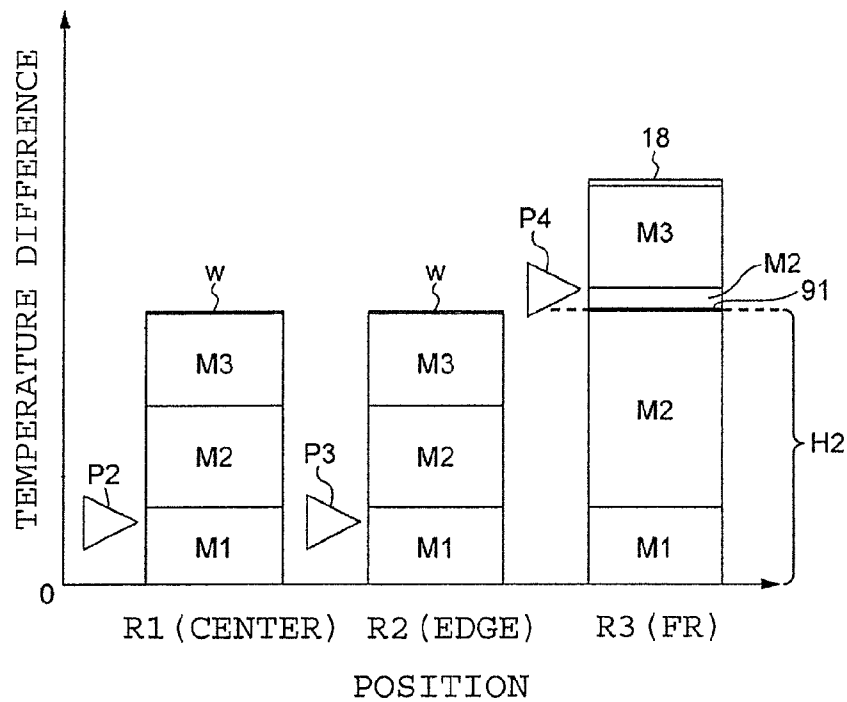 TEMPERATURE DIFFERENCE
18
P4
M3
M2
91
W
W
M3
M3
M2
M2
M2
H2
P2
P3
M1
M1
M1
0
R1 (CENTER)
R2 (EDGE)
R3 (FR)
POSITION